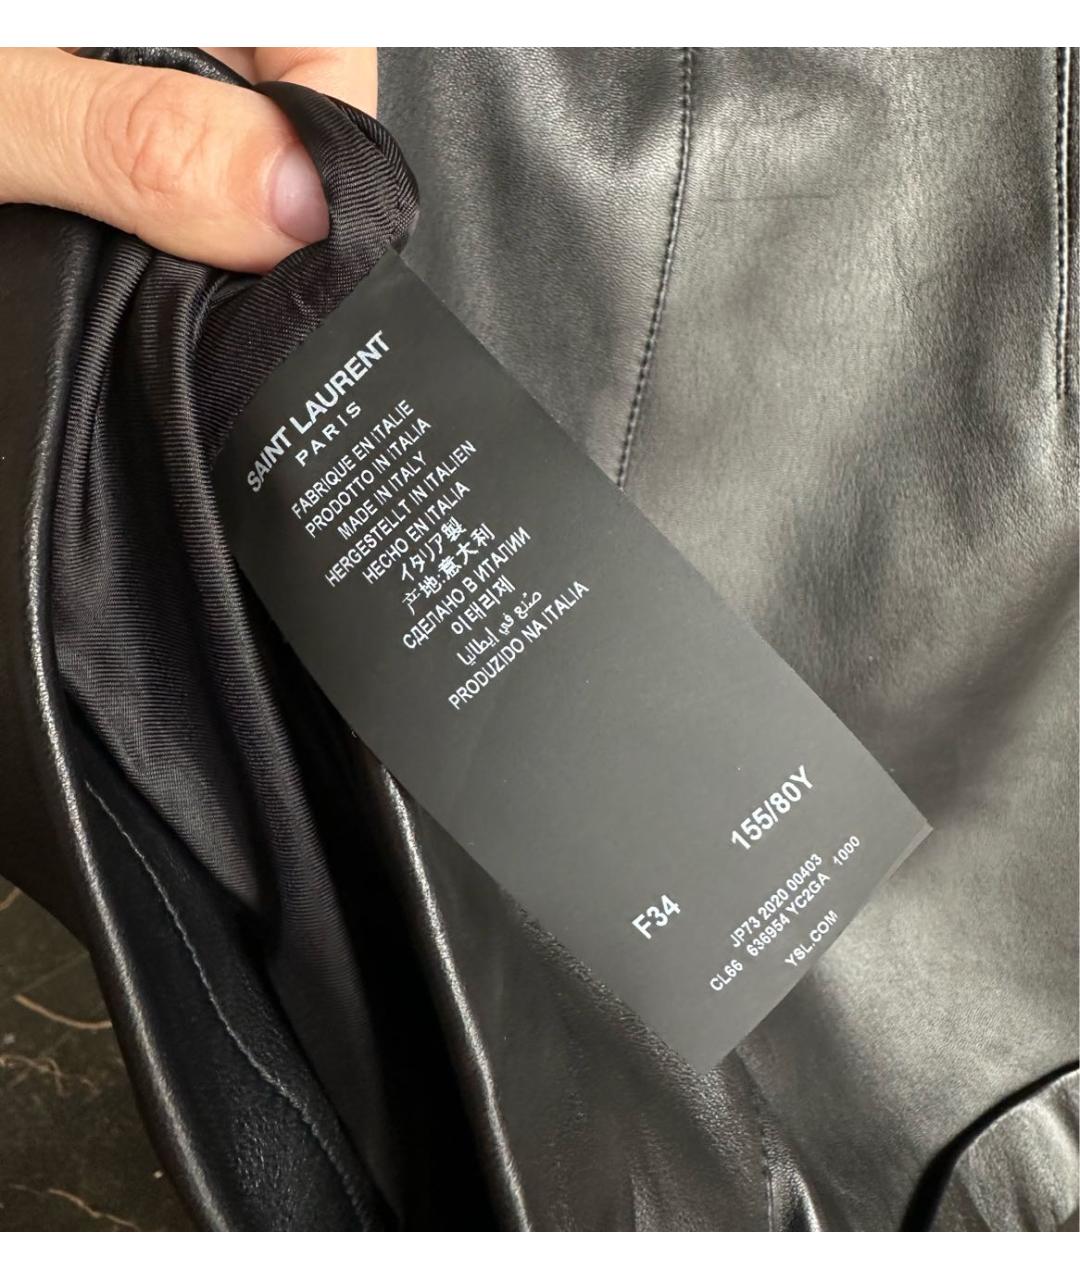 SAINT LAURENT
PARIS
FABRIQUE EN ITALIE
PRODOTTO IN ITALIA
MADE IN ITALY
HERGESTELLT IN ITALIEN
HECHO EN ITALIA
イタリア製
产地:意大利
СДЕЛАНО В ИТАЛИИ
이태리제
صنع في إيطاليا
PRODUZIDO NA ITALIA
155/80Y
F34
JP73 2020 00403
CL66 636954 YC2GA 1000
YSL.COM